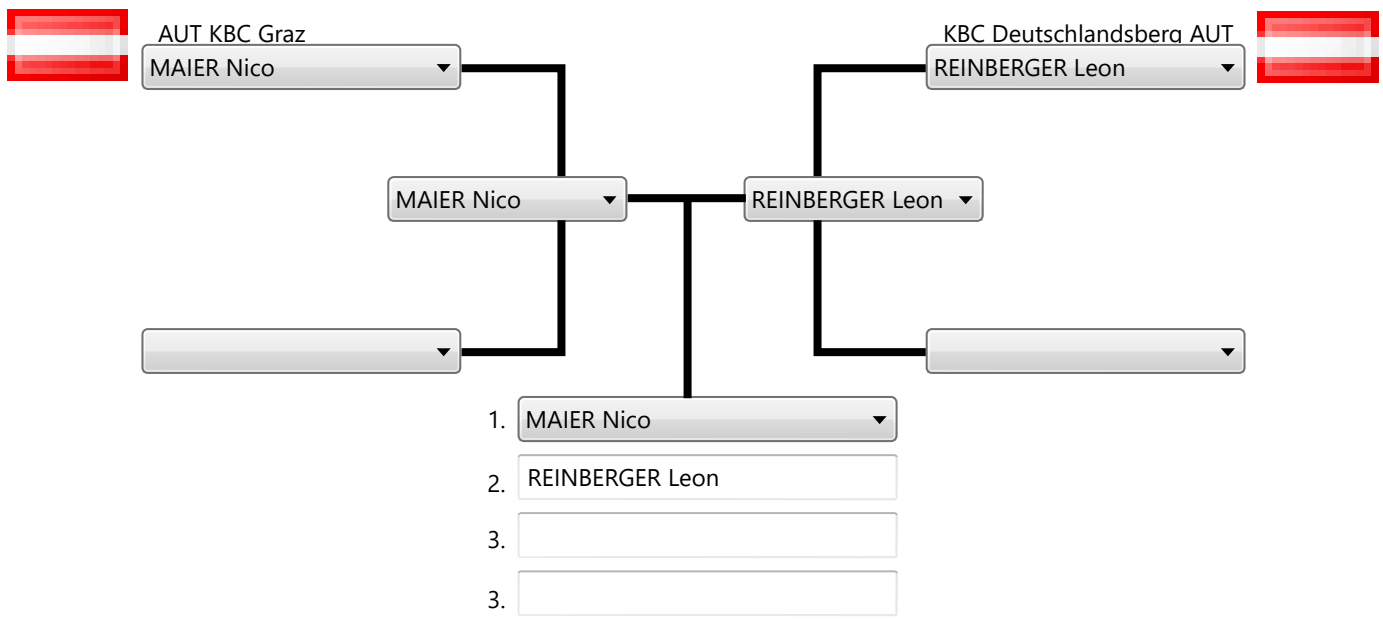 AUT KBC Graz
KBC Deutschlandsberg AUT
MAIER Nico
REINBERGER Leon
MAIER Nico
REINBERGER Leon
1. MAIER Nico
2. REINBERGER Leon
3.
3.